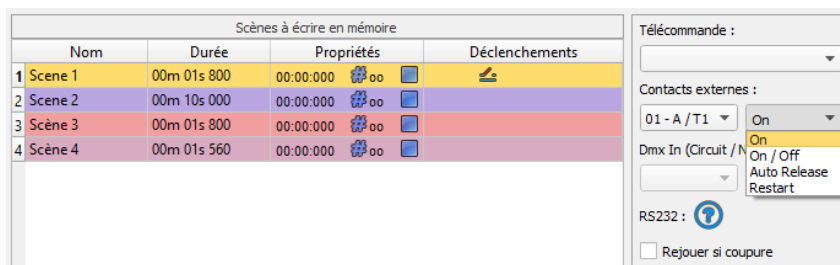 Scènes à écrire en mémoire
Nom Durée Propriétés Déclenchements
1 Scene 1 00m 01s 800 00:00:000 # oo
2 Scene 2 00m 10s 000 00:00:000 # oo
3 Scène 3 00m 01s 800 00:00:000 # oo
4 Scène 4 00m 01s 560 00:00:000 # oo
Télécommande :
Contacts externes :
01 - A / T1 On
On
On / Off
Auto Release
Restart
Dmx In (Circuit / N
RS232 : ?
Rejouer si coupure